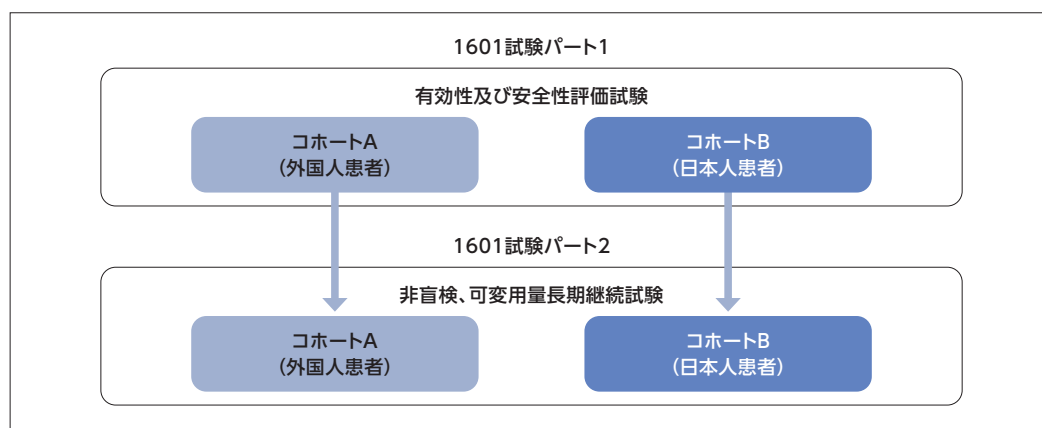 1601試験パート1
有効性及び安全性評価試験
コホートA
(外国人患者)
コホートB
(日本人患者)
1601試験パート2
非盲検、可変用量長期継続試験
コホートA
(外国人患者)
コホートB
(日本人患者)